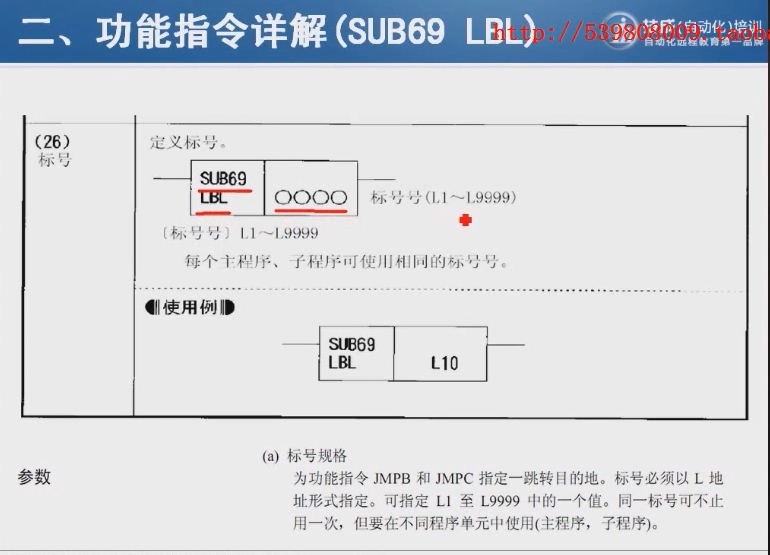 二、功能指令详解(SUB69 LBL)
http://539808009.taoba
(自动化)培训
自动化远程教育第一品牌
(26)
标号
定义标号。
SUB69
LBL
○○○○
标号号(L1～L9999)
〔标号号〕L1～L9999
每个主程序、子程序可使用相同的标号号。
使用例
SUB69
LBL
L10
参数
(a) 标号规格
为功能指令 JMPB 和 JMPC 指定一跳转目的地。标号必须以 L 地
址形式指定。可指定 L1 至 L9999 中的一个值。同一标号可不止
用一次，但要在不同程序单元中使用(主程序，子程序)。